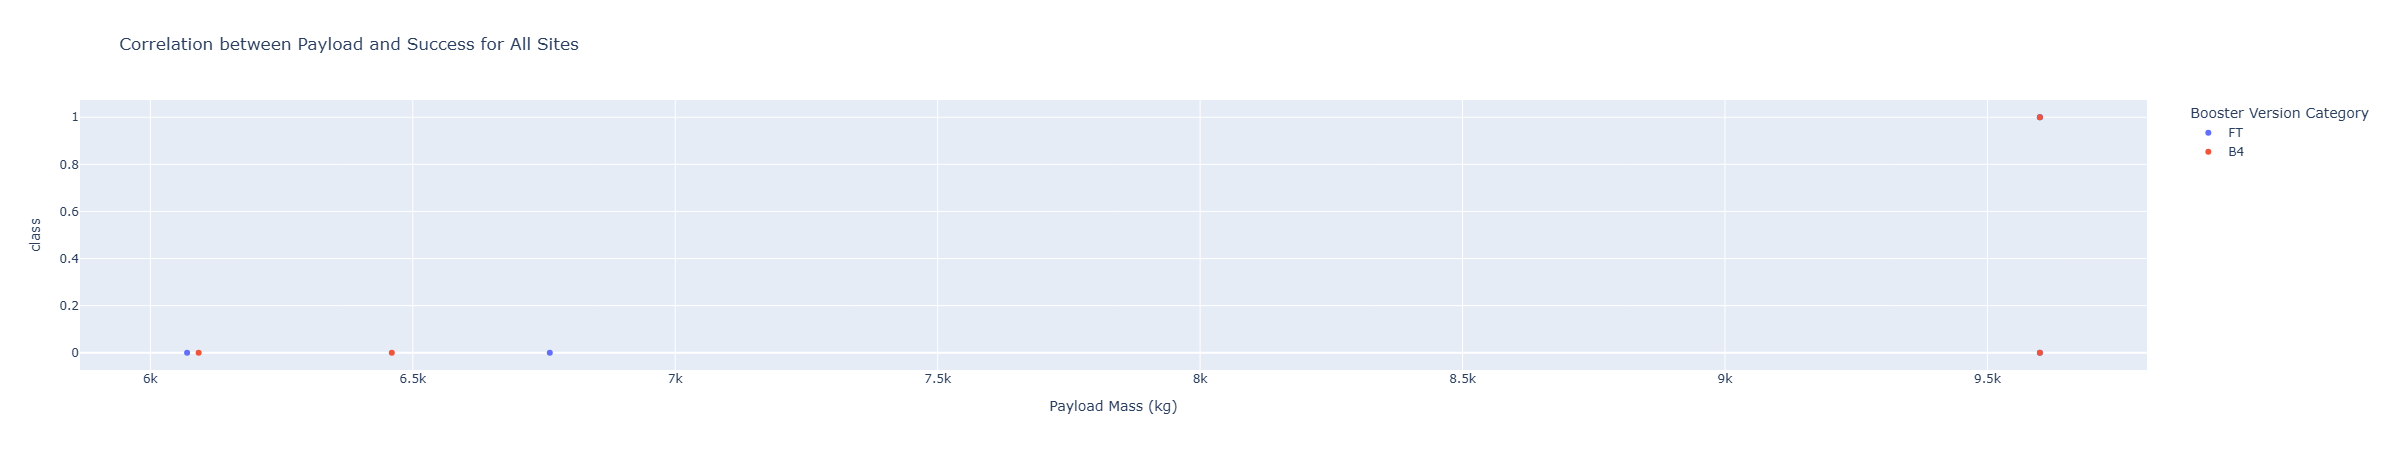 Correlation between Payload and Success for All Sites
1
0.8
0.6
0.4
0.2
0
class
6k 6.5k 7k 7.5k 8k 8.5k 9k 9.5k
Payload Mass (kg)
Booster Version Category
FT
B4